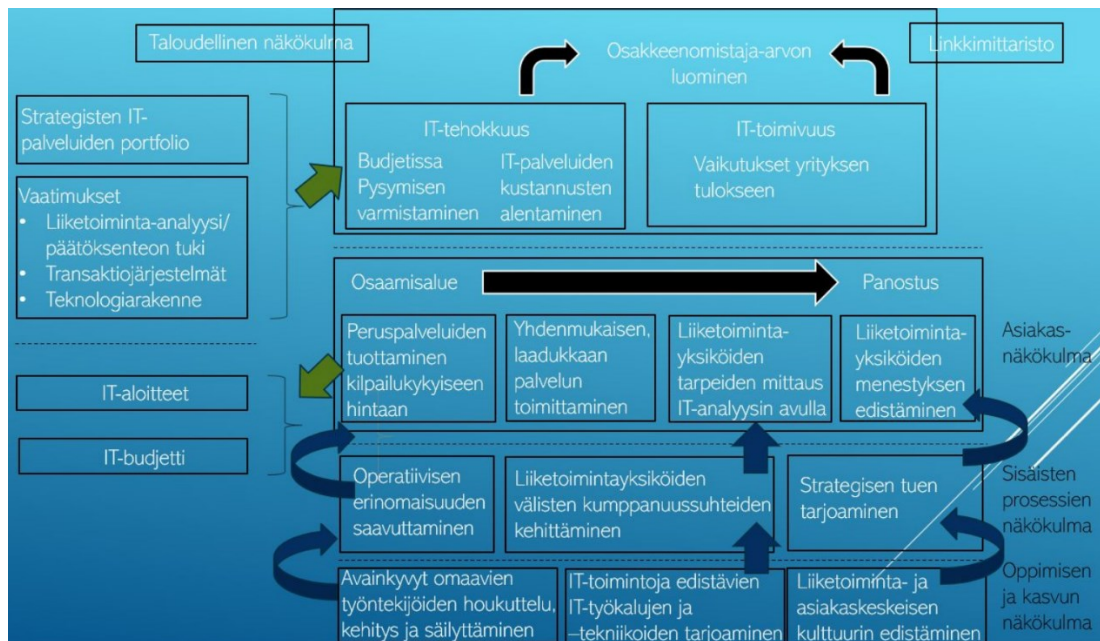 Taloudellinen näkökulma
Linkkimittaristo
Osakkeenomistaja-arvon
luominen
Strategisten IT-
palveluiden portfolio
Vaatimukset
• Liiketoiminta-analyysi/
päätöksenteon tuki
• Transaktiojärjestelmät
• Teknologiarakenne
IT-tehokkuus
Budjetissa
Pysymisen
varmistaminen
IT-palveluiden
kustannusten
alentaminen
IT-toimivuus
Vaikutukset yrityksen
tulokseen
IT-aloitteet
IT-budjetti
Osaamisalue
Panostus
Peruspalveluiden
tuottaminen
kilpailukykyiseen
hintaan
Yhdenmukaisen,
laadukkaan
palvelun
toimittaminen
Liiketoiminta-
yksiköiden
tarpeiden mittaus
IT-analyysin avulla
Liiketoiminta-
yksiköiden
menestyksen
edistäminen
Asiakas-
näkökulma
Operatiivisen
erinomaisuuden
saavuttaminen
Liiketoimintayksiköiden
välisten kumppanuussuhteiden
kehittäminen
Strategisen tuen
tarjoaminen
Sisäisten
prosessien
näkökulma
Avainkyvyt omaavien
työntekijöiden houkuttelu,
kehitys ja säilyttäminen
IT-toimintoja edistävien
IT-työkalujen ja
–tekniikoiden tarjoaminen
Liiketoiminta- ja
asiakaskeskeisen
kulttuurin edistäminen
Oppimisen
ja kasvun
näkökulma